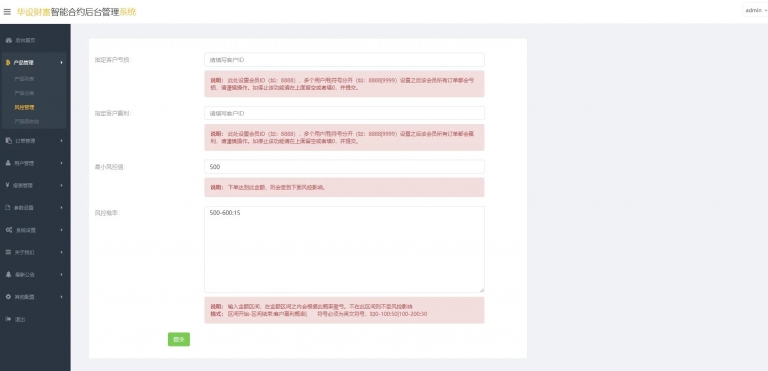 华设财富智能合约后台管理系统
admin
后台首页
产品管理
产品列表
产品分类
风控管理
产品回收站
订单管理
用户管理
报表管理
参数设置
系统设置
关于我们
最新公告
其他配置
退出
指定客户亏损:
请填写客户ID
说明: 此处设置会员ID（如：8888），多个用户用|符号分开（如：8888|9999）设置之后该会员所有订单都会亏
损，请谨慎操作。如停止该功能请在上面留空或者填0，并提交。
指定客户赢利:
请填写客户ID
说明: 此处设置会员ID（如：8888），多个用户用|符号分开（如：8888|9999）设置之后该会员所有订单都会赢
利，请谨慎操作。如停止该功能请在上面留空或者填0，并提交。
最小风控值:
500
说明: 下单达到此金额，则会受到下面风控影响。
风控概率:
500-600:15
说明: 输入金额区间，在金额区间之内会根据此概率盈亏。不在此区间则不受风控影响
格式: 区间开始-区间结束:客户赢利概率| 符号必须为英文符号，如0-100:50|100-200:30
提交